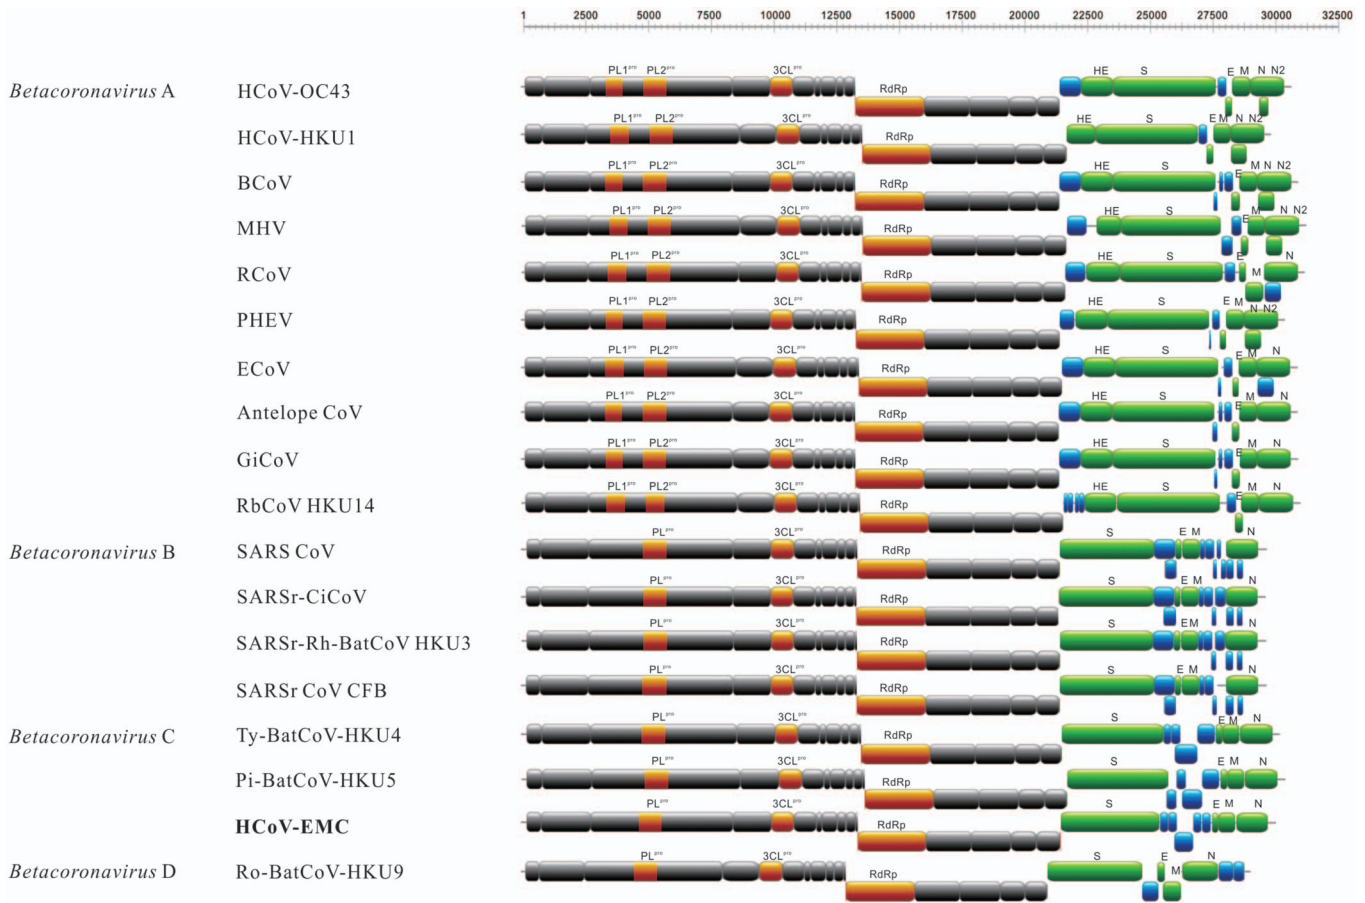 1 2500 5000 7500 10000 12500 15000 17500 20000 22500 25000 27500 30000 32500
Betacoronavirus A HCoV-OC43 PL1pro PL2pro 3CLpro RdRp HE S E M N N2
HCoV-HKU1 PL1pro PL2pro 3CLpro RdRp HE S E M N N2
BCoV PL1pro PL2pro 3CLpro RdRp HE S E M N N2
MHV PL1pro PL2pro 3CLpro RdRp HE S E M N N2
RCoV PL1pro PL2pro 3CLpro RdRp HE S E M N
PHEV PL1pro PL2pro 3CLpro RdRp HE S E M N N2
ECoV PL1pro PL2pro 3CLpro RdRp HE S E M N
Antelope CoV PL1pro PL2pro 3CLpro RdRp HE S E M N
GiCoV PL1pro PL2pro 3CLpro RdRp HE S E M N
RbCoV HKU14 PL1pro PL2pro 3CLpro RdRp HE S E M N
Betacoronavirus B SARS CoV PLpro 3CLpro RdRp S E M N
SARSr-CiCoV PLpro 3CLpro RdRp S E M N
SARSr-Rh-BatCoV HKU3 PLpro 3CLpro RdRp S E M N
SARSr CoV CFB PLpro 3CLpro RdRp S E M N
Betacoronavirus C Ty-BatCoV-HKU4 PLpro 3CLpro RdRp S E M N
Pi-BatCoV-HKU5 PLpro 3CLpro RdRp S E M N
HCoV-EMC PLpro 3CLpro RdRp S E M N
Betacoronavirus D Ro-BatCoV-HKU9 PLpro 3CLpro RdRp S E M N